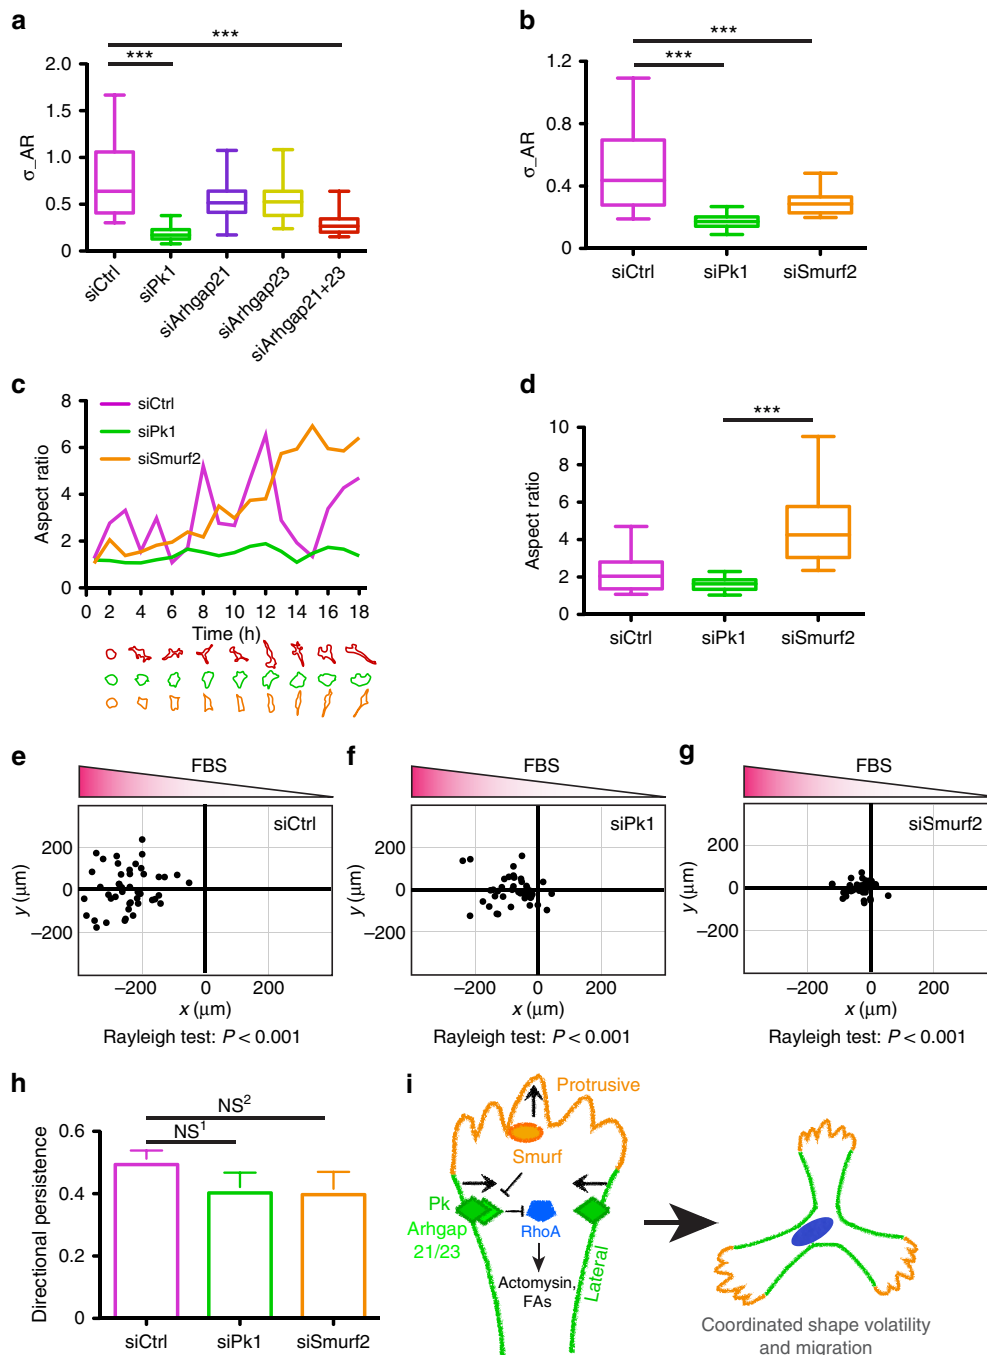 a
***
***
2.0
1.5
1.0
0.5
0
σ_AR
siCtrl
siPk1
siArhgap21
siArhgap23
siArhgap21+23
b
***
***
1.2
0.8
0.4
0
σ_AR
siCtrl
siPk1
siSmurf2
c
8
6
4
2
0
Aspect ratio
siCtrl
siPk1
siSmurf2
0 2 4 6 8 10 12 14 16 18
Time (h)
d
***
10
8
6
4
2
0
Aspect ratio
siCtrl
siPk1
siSmurf2
e
FBS
siCtrl
200
0
−200
y (μm)
−200 0 200
x (μm)
Rayleigh test: P < 0.001
f
FBS
siPk1
200
0
−200
y (μm)
−200 0 200
x (μm)
Rayleigh test: P < 0.001
g
FBS
siSmurf2
200
0
−200
y (μm)
−200 0 200
x (μm)
Rayleigh test: P < 0.001
h
NS2
NS1
0.6
0.4
0.2
0
Directional persistence
siCtrl
siPk1
siSmurf2
i
Protrusive
Smurf
Pk
Arhgap
21/23
RhoA
Actomysin,
FAs
Lateral
Coordinated shape volatility
and migration